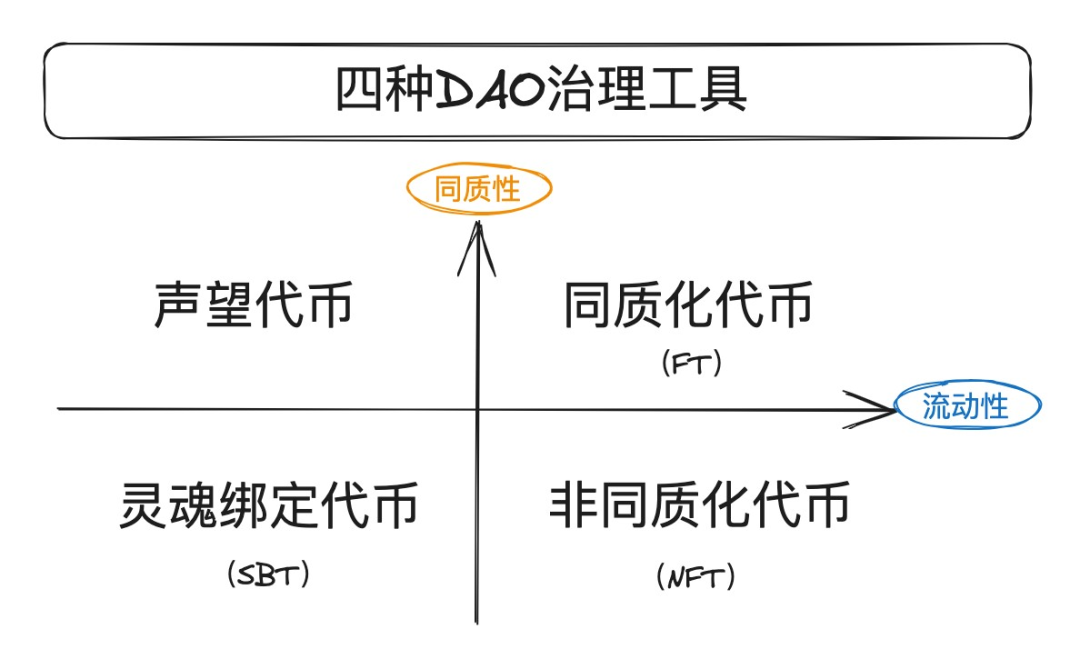 四种DAO治理工具
同质性
声望代币
同质化代币
(FT)
流动性
灵魂绑定代币
非同质化代币
(SBT)
(NFT)